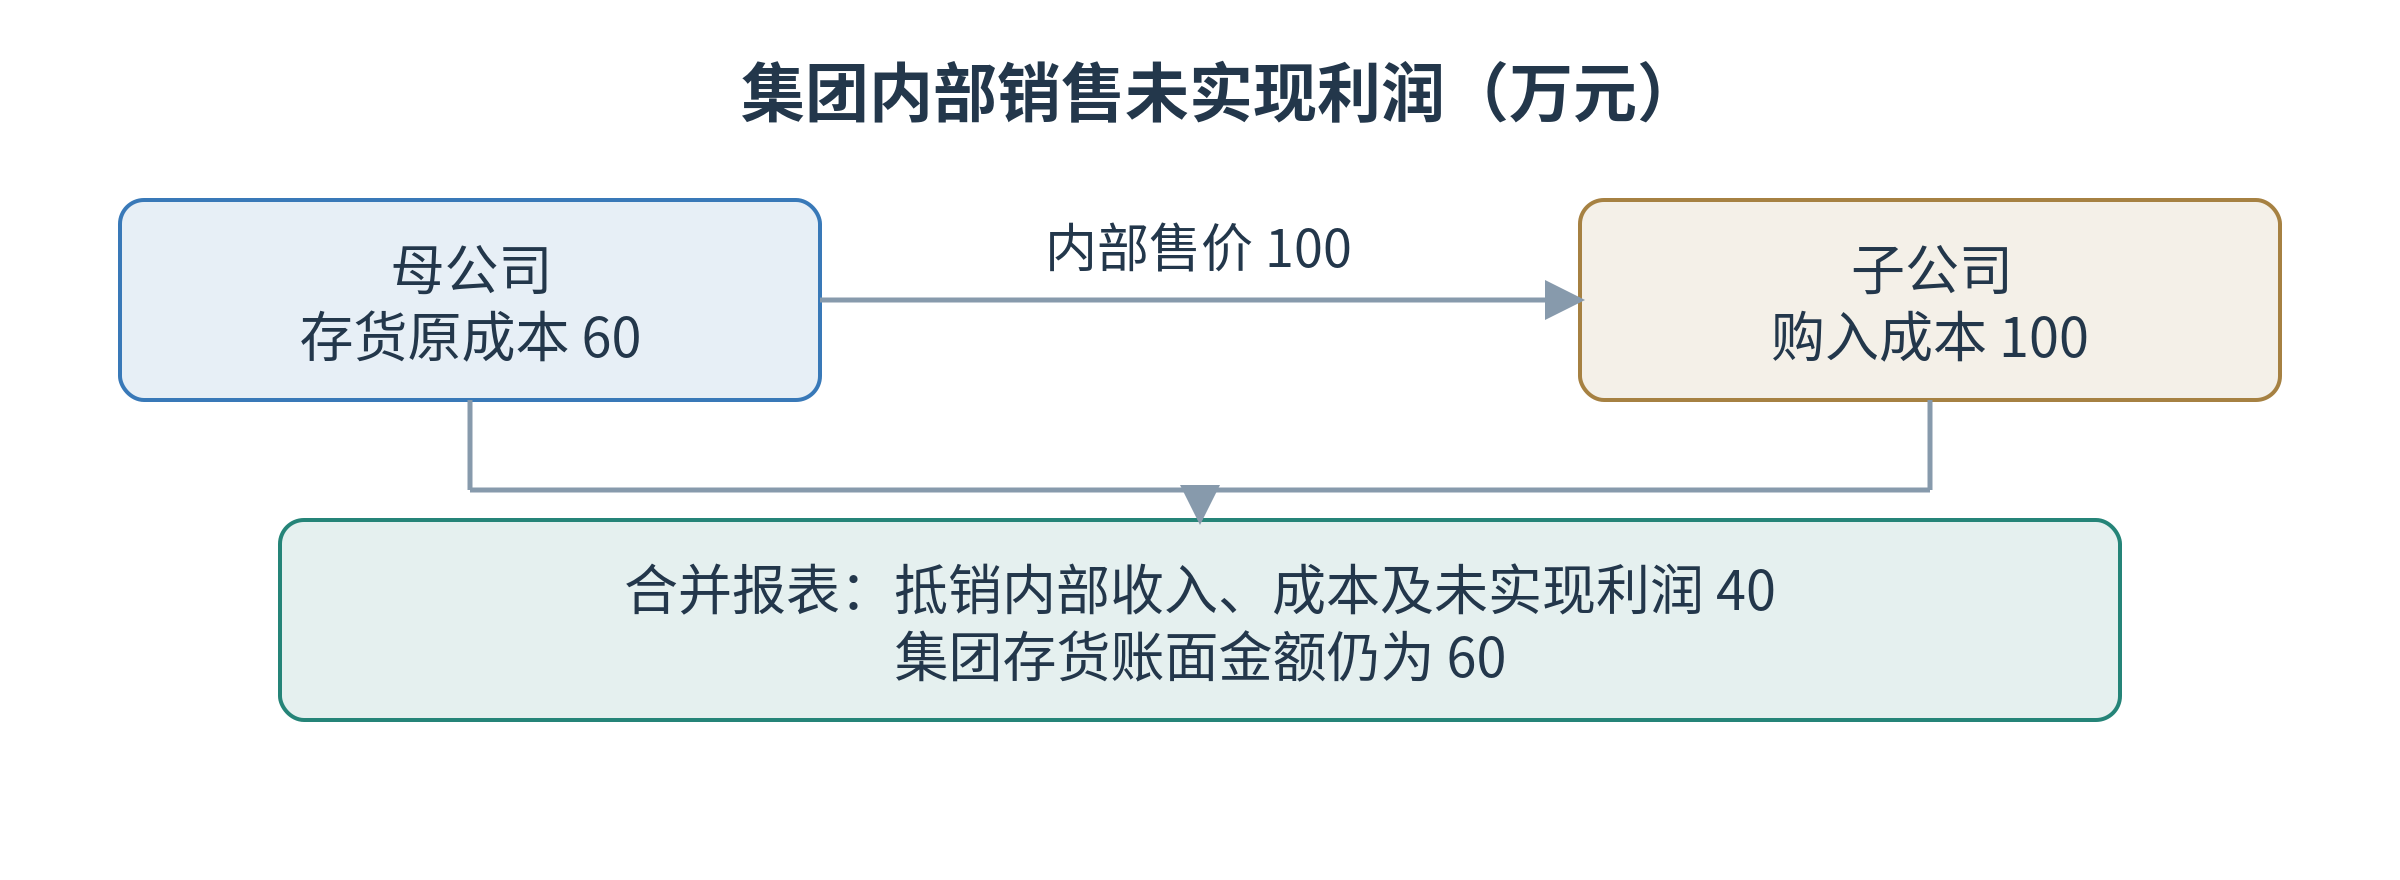 集团内部销售未实现利润（万元）
母公司
存货原成本 60
内部售价 100
子公司
购入成本 100
合并报表：抵销内部收入、成本及未实现利润 40
集团存货账面金额仍为 60